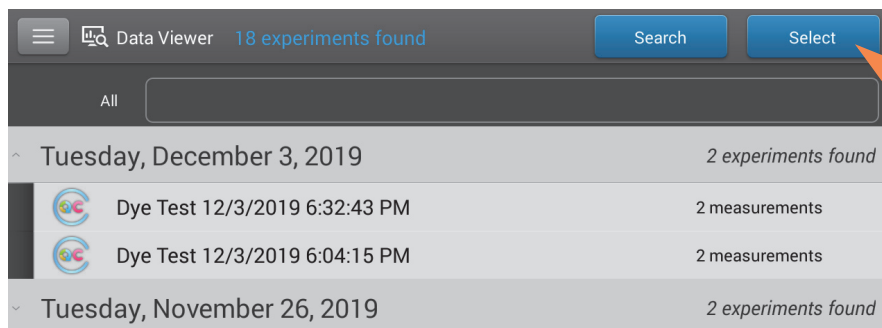 Data Viewer 18 experiments found Search Select
All
Tuesday, December 3, 2019 2 experiments found
QC Dye Test 12/3/2019 6:32:43 PM 2 measurements
QC Dye Test 12/3/2019 6:04:15 PM 2 measurements
Tuesday, November 26, 2019 2 experiments found